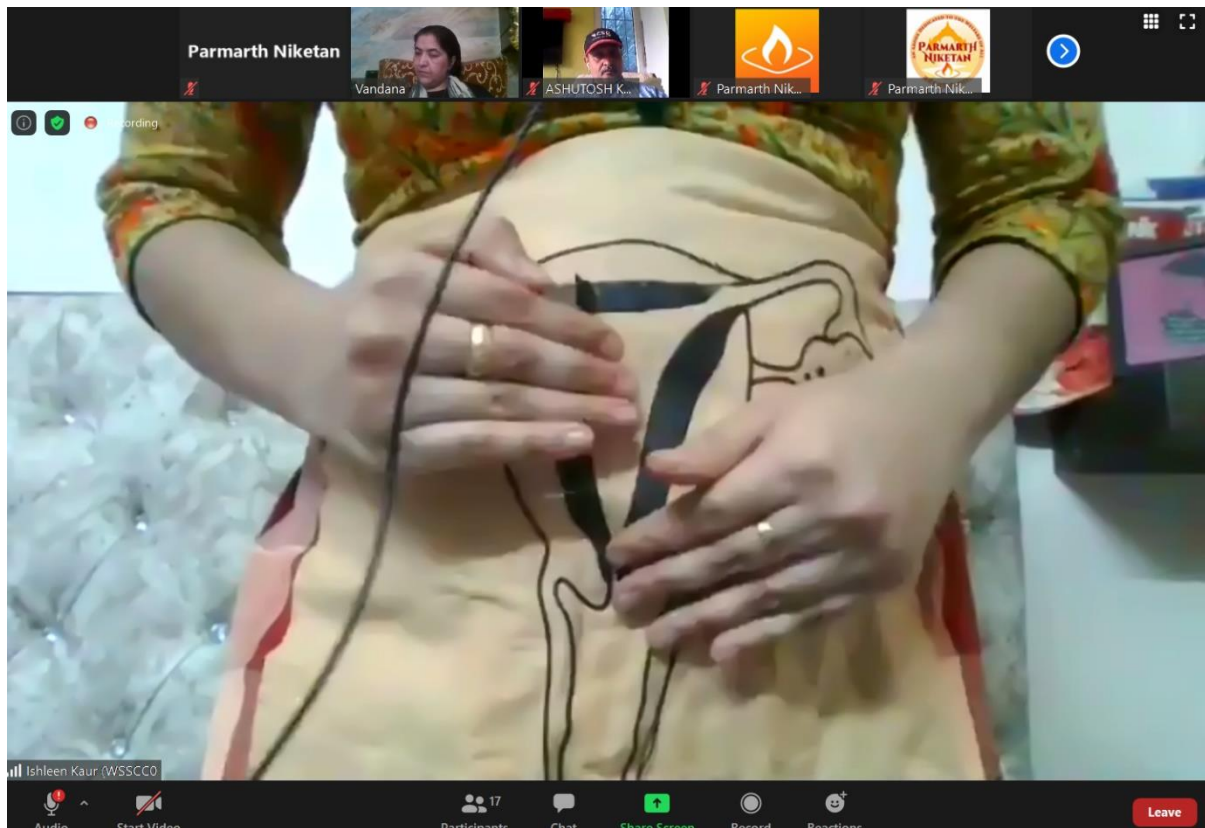 Parmarth Niketan
Vandana
ASHUTOSH K...
Parmarth Nik...
PARMARTH
NIKETAN
Parmarth Nik...
Ishleen Kaur (WSSCC0
Audio
Start Video
17
Participants
Chat
Share Screen
Record
Reactions
Leave